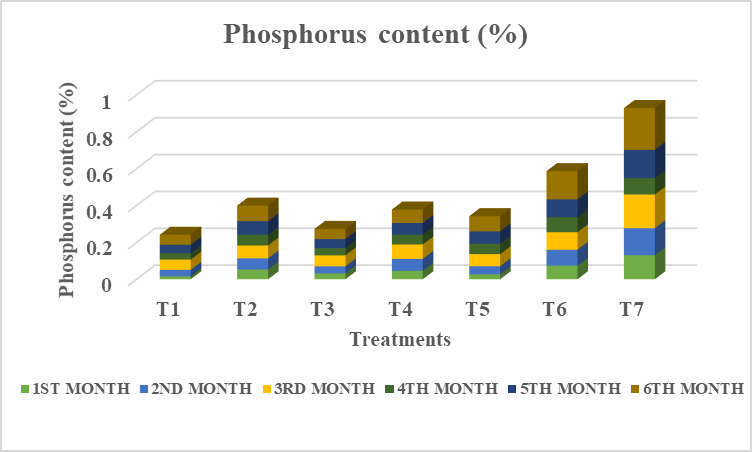 Phosphorus content (%)
Phosphorus content (%)
1
0.8
0.6
0.4
0.2
0
T1 T2 T3 T4 T5 T6 T7
Treatments
1ST MONTH 2ND MONTH 3RD MONTH 4TH MONTH 5TH MONTH 6TH MONTH